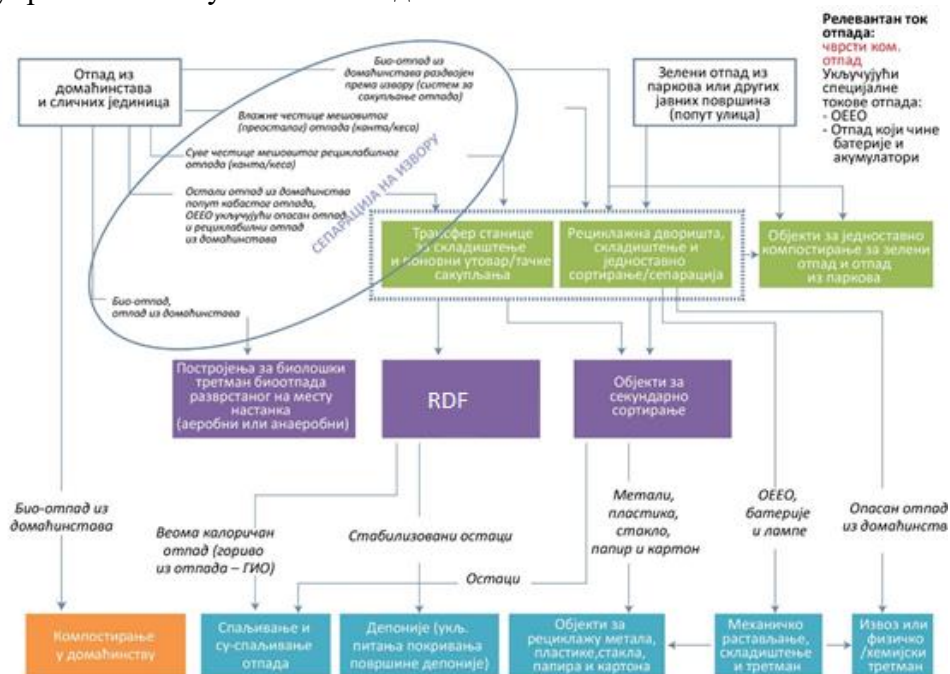 Релевантан ток
отпада:
чврсти ком.
отпад
Укључујући
специјалне
токове отпада:
- ОЕЕО
- Отпад који чине
батерије и
акумулатори
Отпад из
домаћинстава
и сличних јединица
Био-отпад из
домаћинстава раздвојен
према извору (систем за
сакупљање отпада)
Зелени отпад из
паркова или других
јавних површина
(попут улица)
Влажне честице мешовитог
(преосталог) отпада (канта/кеса)
Суве честице мешовитог рециклабилног
отпада (канта/кеса)
СЕПАРАЦИЈА НА ИЗВОРУ
Остали отпад из домаћинства
попут кабастог отпада,
ОЕЕО укључујући опасан отпад
и рециклабилни отпад
из домаћинстава
Трансфер станице
за складиштење
и поновни утовар/тачке
сакупљања
Рециклажна дворишта,
складиштење и
једноставно
сортирање/сепарација
Објекти за једноставно
компостирање за зелени
отпад и отпад
из паркова
Био-отпад,
отпад из домаћинстава
Постројења за биолошки
третман биоотпада
разврстаног на месту
настанка
(аеробни или анаеробни)
RDF
Објекти за
секундарно
сортирање
Био-отпад из
домаћинстава
Веома калоричан
отпад (гориво
из отпада – ГИО)
Стабилизовани остаци
Остаци
Метали,
пластика,
стакло,
папир и картон
ОЕЕО,
батерије
и лампе
Опасан отпад
из домаћинств
Компостирање
у домаћинству
Спаљивање и
су-спаљивање
отпада
Депоније (укљ.
питања покривања
површине депоније)
Објекти за
рециклажу метала,
пластике,стакла,
папира и картона
Механичко
растављање,
складиштење
и третман
Извоз или
физичко
/хемијски
третман